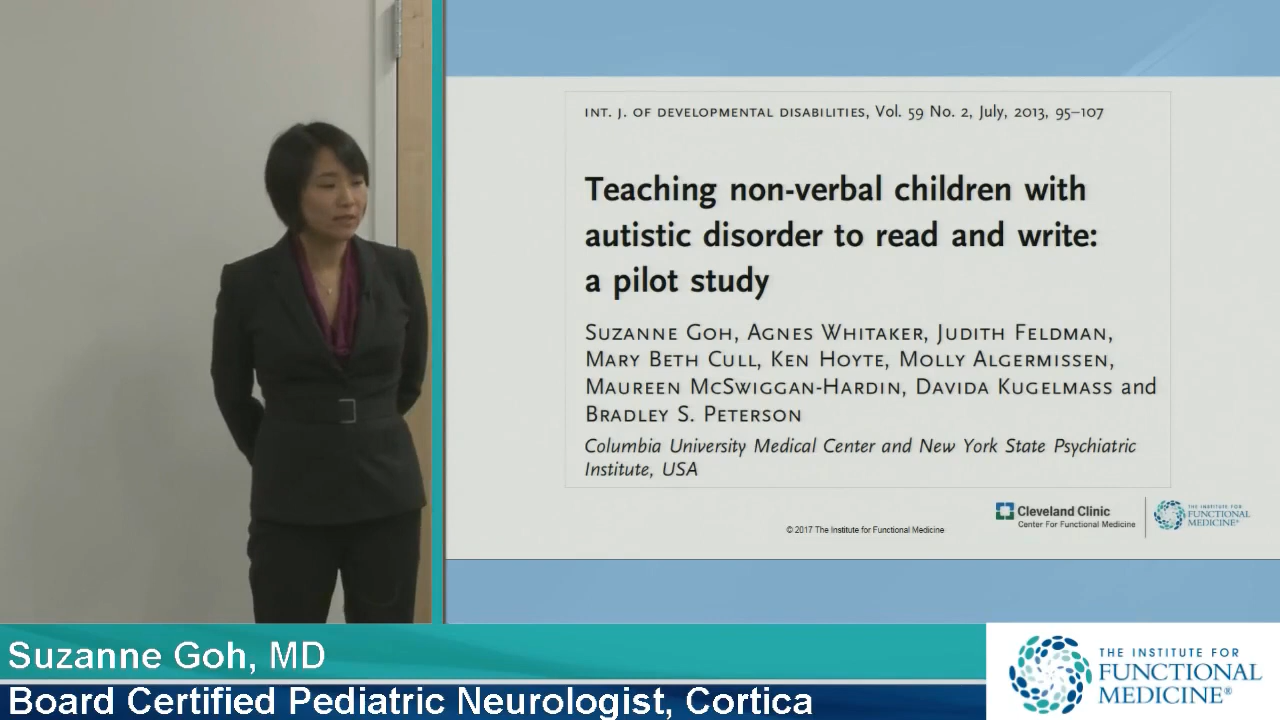 INT. J. OF DEVELOPMENTAL DISABILITIES, Vol. 59 No. 2, July, 2013, 95–107
Teaching non-verbal children with
autistic disorder to read and write:
a pilot study
SUZANNE GOH, AGNES WHITAKER, JUDITH FELDMAN,
MARY BETH CULL, KEN HOYTE, MOLLY ALGERMISSEN,
MAUREEN MCSWIGGAN-HARDIN, DAVIDA KUGELMASS and
BRADLEY S. PETERSON
Columbia University Medical Center and New York State Psychiatric
Institute, USA
Cleveland Clinic
Center For Functional Medicine
THE INSTITUTE FOR
FUNCTIONAL
MEDICINE®
© 2017 The Institute for Functional Medicine
Suzanne Goh, MD
Board Certified Pediatric Neurologist, Cortica
THE INSTITUTE FOR
FUNCTIONAL
MEDICINE®